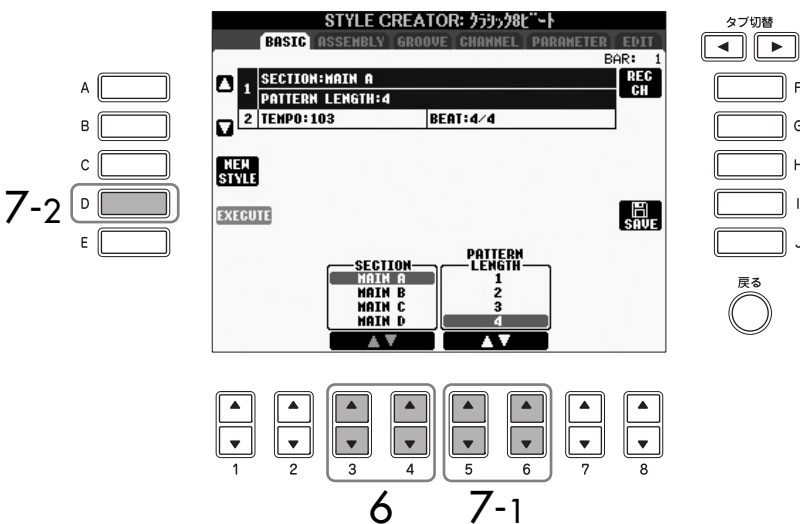 STYLE CREATOR: クラシック8ビート
タブ切替
BASIC ASSEMBLY GROOVE CHANNEL PARAMETER EDIT
BAR: 1
1 SECTION:MAIN A
PATTERN LENGTH:4
REC CH
2 TEMPO:103 BEAT:4/4
A
B
C
D
E
F
G
H
I
J
7-2
NEW STYLE
EXECUTE
SAVE
戻る
SECTION
MAIN A
MAIN B
MAIN C
MAIN D
PATTERN LENGTH
1
2
3
4
1 2 3 4 5 6 7 8
6 7-1